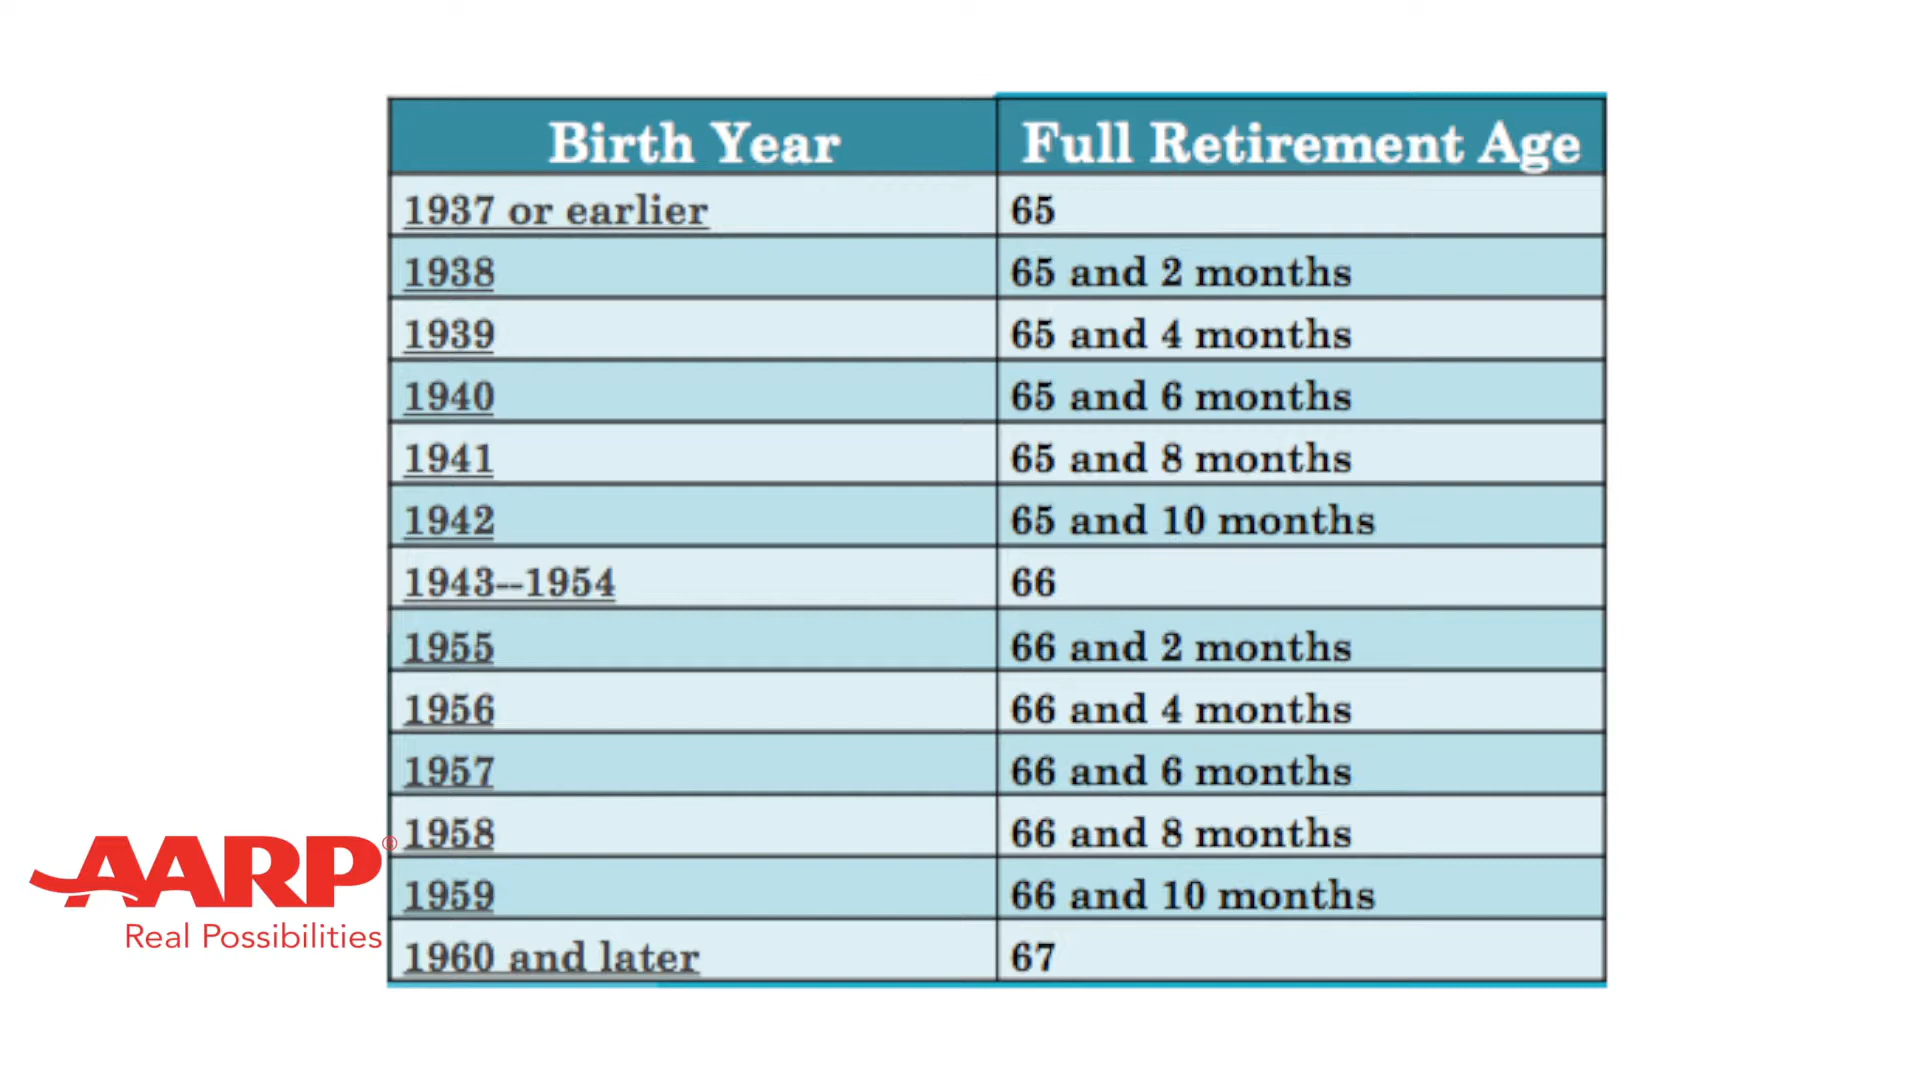 Birth Year Full Retirement Age
1937 or earlier 65
1938 65 and 2 months
1939 65 and 4 months
1940 65 and 6 months
1941 65 and 8 months
1942 65 and 10 months
1943--1954 66
1955 66 and 2 months
1956 66 and 4 months
1957 66 and 6 months
1958 66 and 8 months
1959 66 and 10 months
1960 and later 67
AARP®
Real Possibilities